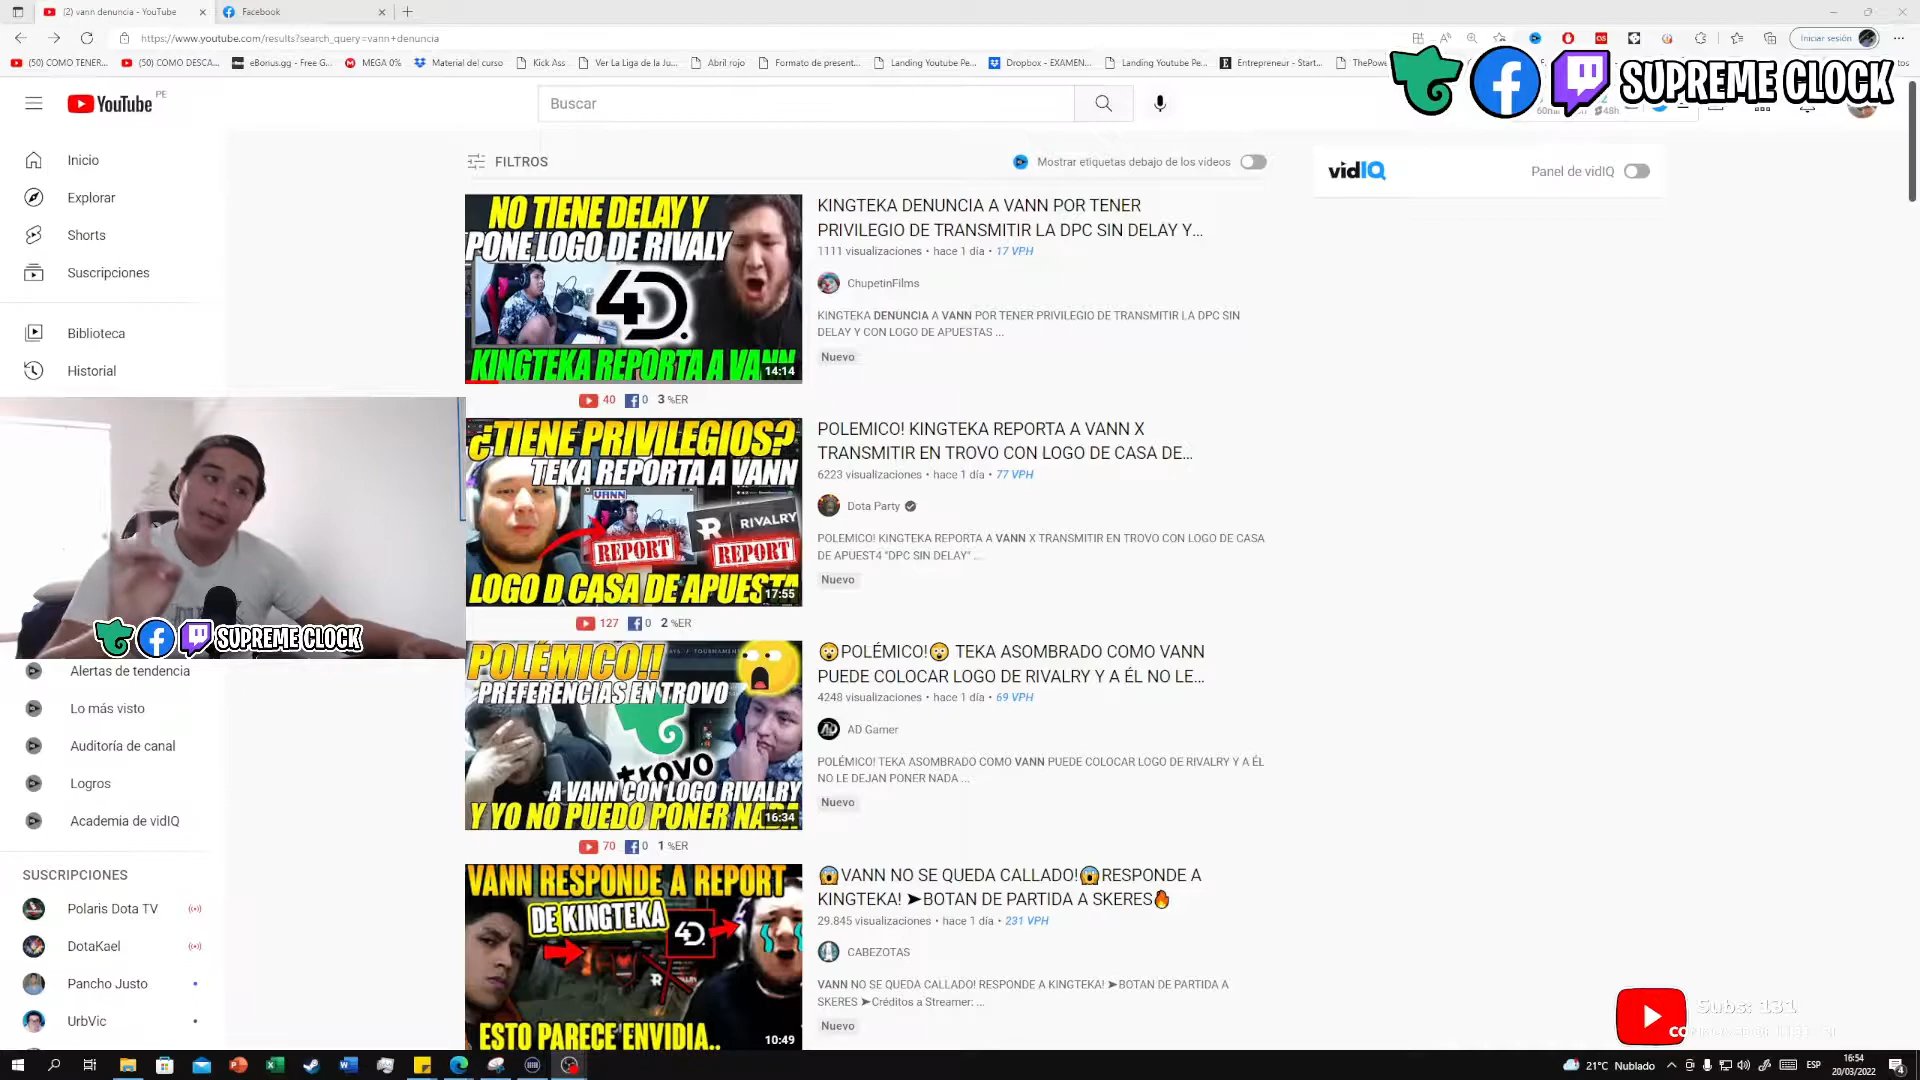 (2) vann denuncia - YouTube
Facebook
https://www.youtube.com/results?search_query=vann+denuncia
Iniciar sesión
(50) COMO TENER...
(50) COMO DESCA...
eBonus.gg - Free G...
MEGA 0%
Material del curso
Kick Ass
Ver La Liga de la Ju...
Abril rojo
Formato de present...
Landing Youtube Pe...
Dropbox - EXAMEN...
Landing Youtube Pe...
Entrepreneur - Start...
SUPREME CLOCK
YouTube PE
Buscar
Inicio
Explorar
Shorts
Suscripciones
Biblioteca
Historial
SUPREME CLOCK
Alertas de tendencia
Lo más visto
Auditoría de canal
Logros
Academia de vidIQ
SUSCRIPCIONES
Polaris Dota TV
DotaKael
Pancho Justo
UrbVic
FILTROS
Mostrar etiquetas debajo de los vídeos
vidIQ
Panel de vidIQ
NO TIENE DELAY Y
PONE LOGO DE RIVALY
4D
KINGTEKA REPORTA A VANN
14:14
40 0 3 %ER
KINGTEKA DENUNCIA A VANN POR TENER
PRIVILEGIO DE TRANSMITIR LA DPC SIN DELAY Y...
1111 visualizaciones • hace 1 día • 17 VPH
ChupetinFilms
KINGTEKA DENUNCIA A VANN POR TENER PRIVILEGIO DE TRANSMITIR LA DPC SIN
DELAY Y CON LOGO DE APUESTAS ...
Nuevo
¿TIENE PRIVILEGIOS?
TEKA REPORTA A VANN
VANN
RIVALRY
REPORT
REPORT
LOGO D CASA DE APUESTA
17:55
127 0 2 %ER
POLEMICO! KINGTEKA REPORTA A VANN X
TRANSMITIR EN TROVO CON LOGO DE CASA DE...
6223 visualizaciones • hace 1 día • 77 VPH
Dota Party
POLEMICO! KINGTEKA REPORTA A VANN X TRANSMITIR EN TROVO CON LOGO DE CASA
DE APUEST4 "DPC SIN DELAY" ...
Nuevo
POLÉMICO!!
PREFERENCIAS EN TROVO
trovo
A VANN CON LOGO RIVALRY
Y YO NO PUEDO PONER NADA
16:34
70 0 1 %ER
😲POLÉMICO!😲 TEKA ASOMBRADO COMO VANN
PUEDE COLOCAR LOGO DE RIVALRY Y A ÉL NO LE...
4248 visualizaciones • hace 1 día • 69 VPH
AD Gamer
POLÉMICO! TEKA ASOMBRADO COMO VANN PUEDE COLOCAR LOGO DE RIVALRY Y A ÉL
NO LE DEJAN PONER NADA ...
Nuevo
VANN RESPONDE A REPORT
DE KINGTEKA
4D
ESTO PARECE ENVIDIA..
10:49
😱VANN NO SE QUEDA CALLADO!😱RESPONDE A
KINGTEKA! ➤BOTAN DE PARTIDA A SKERES🔥
29.845 visualizaciones • hace 1 día • 231 VPH
CABEZOTAS
VANN NO SE QUEDA CALLADO! RESPONDE A KINGTEKA! ➤BOTAN DE PARTIDA A
SKERES ➤Créditos a Streamer: ...
Nuevo
Subs: 131
21°C Nublado
ESP
16:54
20/03/2022